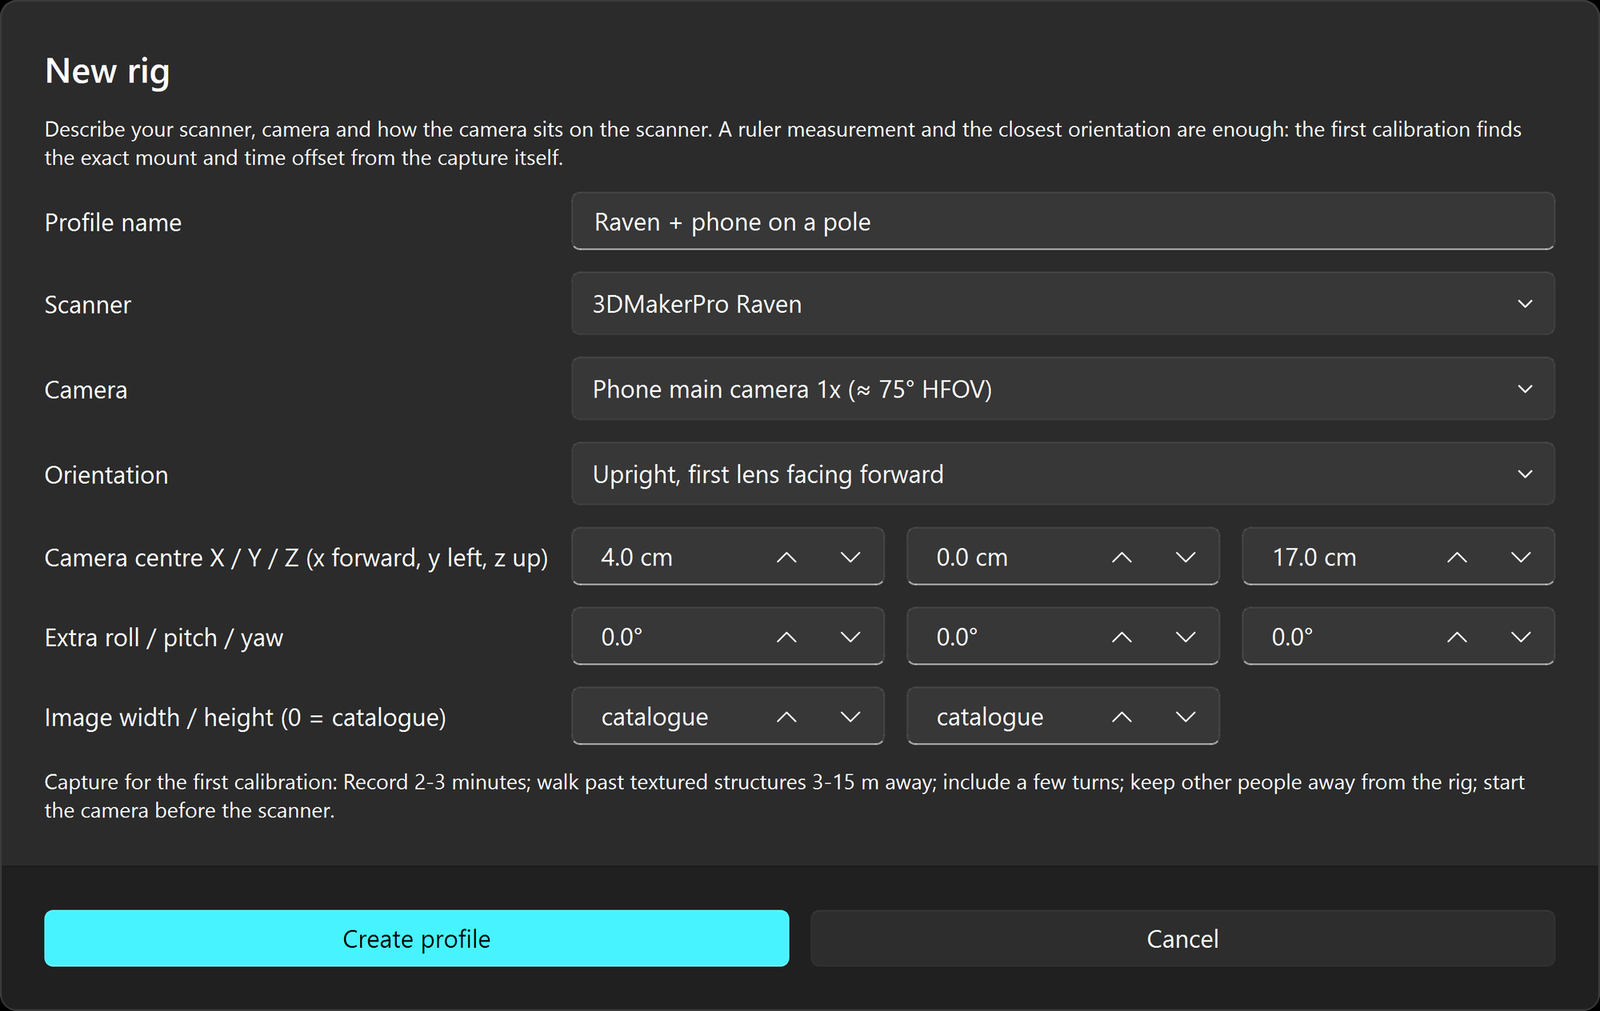 New rig
Describe your scanner, camera and how the camera sits on the scanner. A ruler measurement and the closest orientation are enough: the first calibration finds
the exact mount and time offset from the capture itself.
Profile name
Raven + phone on a pole
Scanner
3DMakerPro Raven
Camera
Phone main camera 1x (≈ 75° HFOV)
Orientation
Upright, first lens facing forward
Camera centre X / Y / Z (x forward, y left, z up)
4.0 cm
0.0 cm
17.0 cm
Extra roll / pitch / yaw
0.0°
0.0°
0.0°
Image width / height (0 = catalogue)
catalogue
catalogue
Capture for the first calibration: Record 2-3 minutes; walk past textured structures 3-15 m away; include a few turns; keep other people away from the rig; start
the camera before the scanner.
Create profile
Cancel